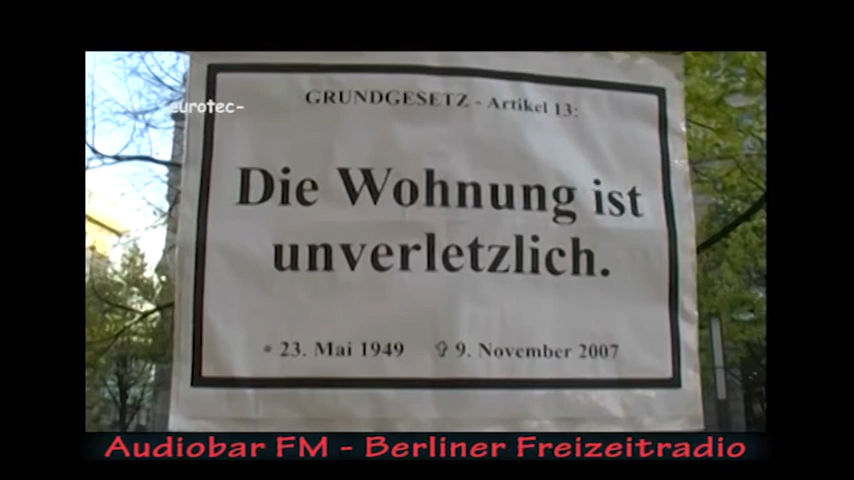 eurotec-
GRUNDGESETZ - Artikel 13:
Die Wohnung ist
unverletzlich.
* 23. Mai 1949 ✞ 9. November 2007
Audiobar FM - Berliner Freizeitradio